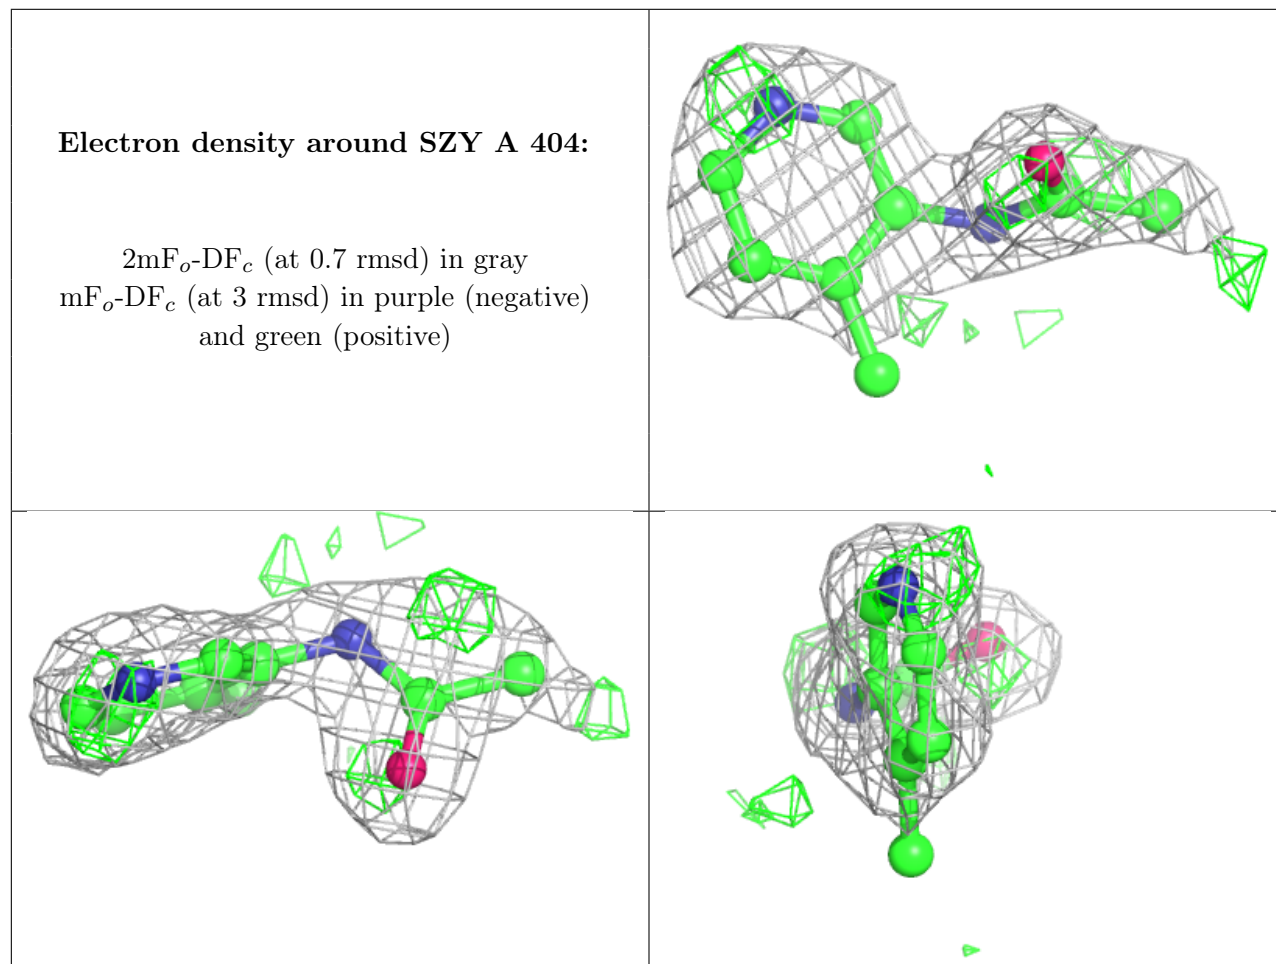 Electron density around SZY A 404:
2mFo-DFc (at 0.7 rmsd) in gray
mFo-DFc (at 3 rmsd) in purple (negative)
and green (positive)